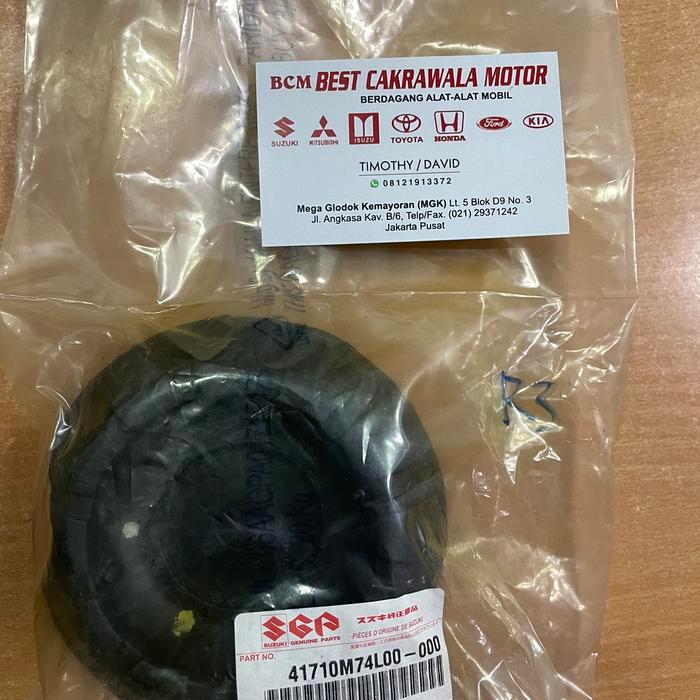 BCM BEST CAKRAWALA MOTOR
BERDAGANG ALAT-ALAT MOBIL
SUZUKI MITSUBISHI ISUZU TOYOTA HONDA Ford KIA
TIMOTHY / DAVID
08121913372
Mega Glodok Kemayoran (MGK) Lt. 5 Blok D9 No. 3
Jl. Angkasa Kav. B/6, Telp/Fax. (021) 29371242
Jakarta Pusat
R3
SGP スズキ純正部品
SUZUKI GENUINE PARTS PIÈCES D'ORIGINE DE SUZUKI
PART NO.
41710M74L00-000